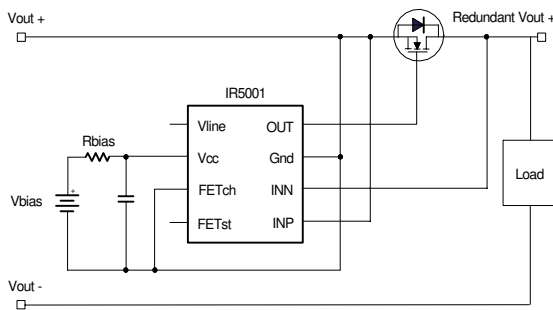 Vout +
Redundant Vout +
IR5001
Vline
OUT
Rbias
Vcc
Gnd
Vbias
+
FETch
INN
Load
FETst
INP
Vout -